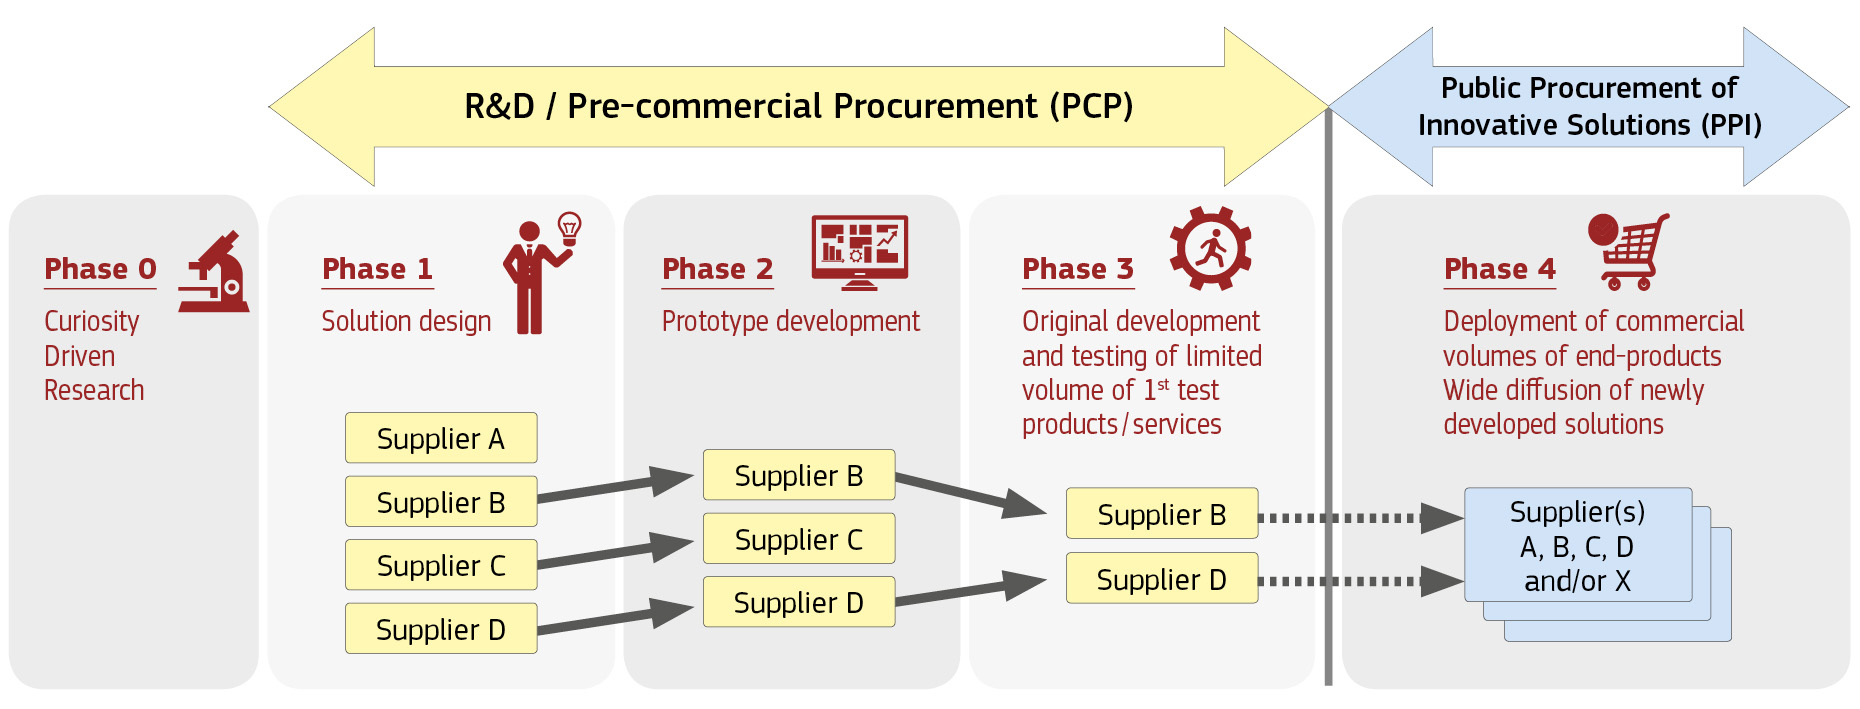 R&D / Pre-commercial Procurement (PCP)
Public Procurement of
Innovative Solutions (PPI)
Phase 0
Curiosity
Driven
Research
Phase 1
Solution design
Supplier A
Supplier B
Supplier C
Supplier D
Phase 2
Prototype development
Supplier B
Supplier C
Supplier D
Phase 3
Original development
and testing of limited
volume of 1st test
products/services
Supplier B
Supplier D
Phase 4
Deployment of commercial
volumes of end-products
Wide diffusion of newly
developed solutions
Supplier(s)
A, B, C, D
and/or X